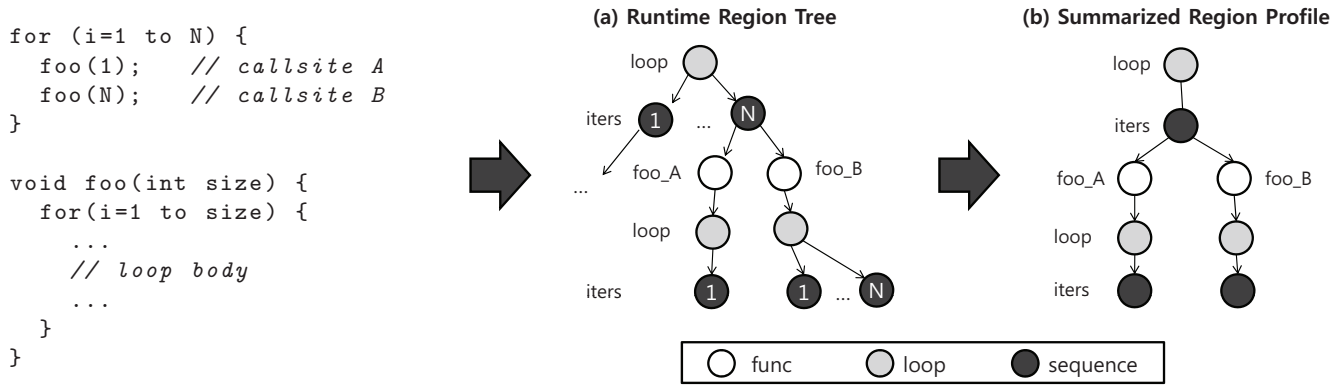 for (i=1 to N) {
foo(1); // callsite A
foo(N); // callsite B
}
void foo(int size) {
for(i=1 to size) {
...
// loop body
...
}
}
(a) Runtime Region Tree
loop
iters 1 ... N
... foo_A foo_B
loop
iters 1 1 ... N
(b) Summarized Region Profile
loop
iters
foo_A foo_B
loop
iters
func loop sequence